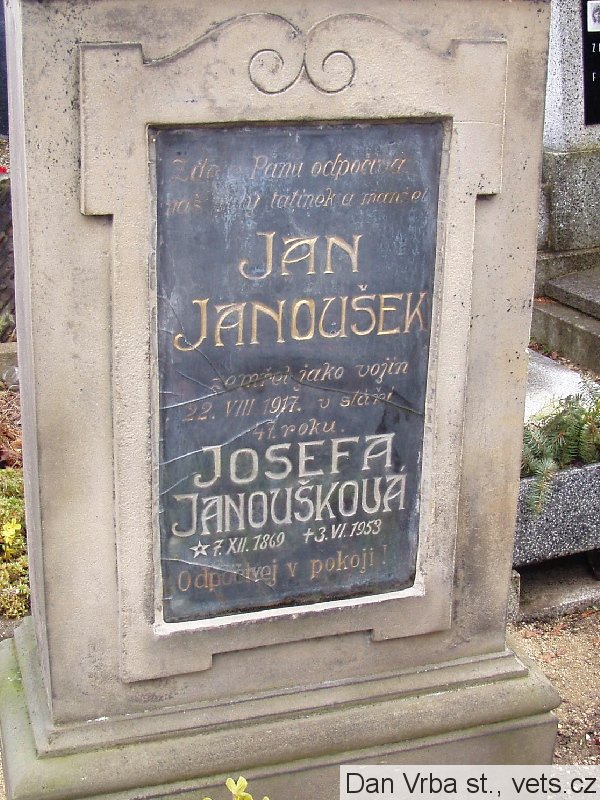 Zde v Pánu odpočívá
náš milý tatínek a manžel
JAN
JANOUŠEK
zemřel jako vojín
22. VIII 1917. v stáří
41. roku.
JOSEFA
JANOUŠKOVÁ
☆ 7. XII. 1869 † 3. VI. 1953
Odpočívej v pokoji!
Dan Vrba st., vets.cz